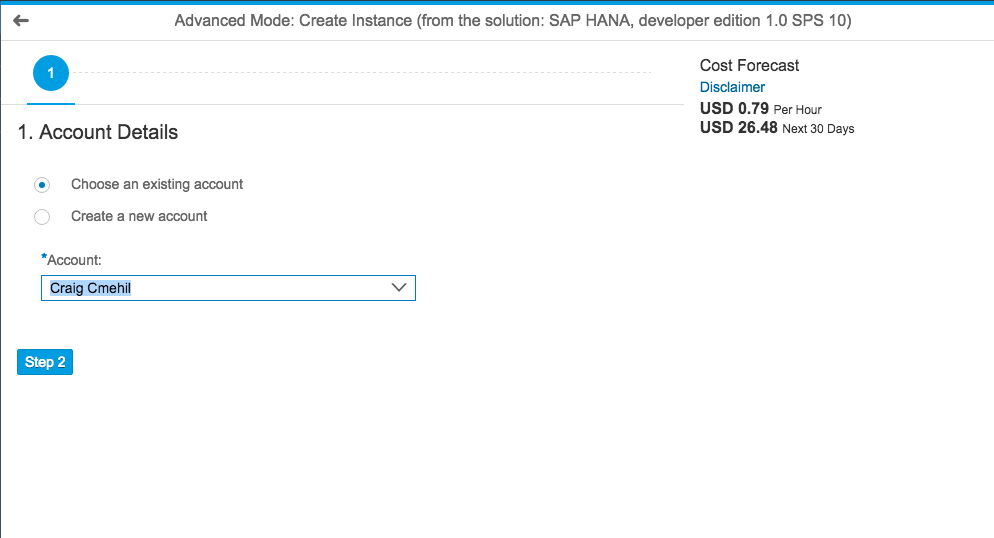 Advanced Mode: Create Instance (from the solution: SAP HANA, developer edition 1.0 SPS 10)
1
Cost Forecast
Disclaimer
USD 0.79 Per Hour
USD 26.48 Next 30 Days
1. Account Details
Choose an existing account
Create a new account
*Account:
Craig Cmehil
Step 2